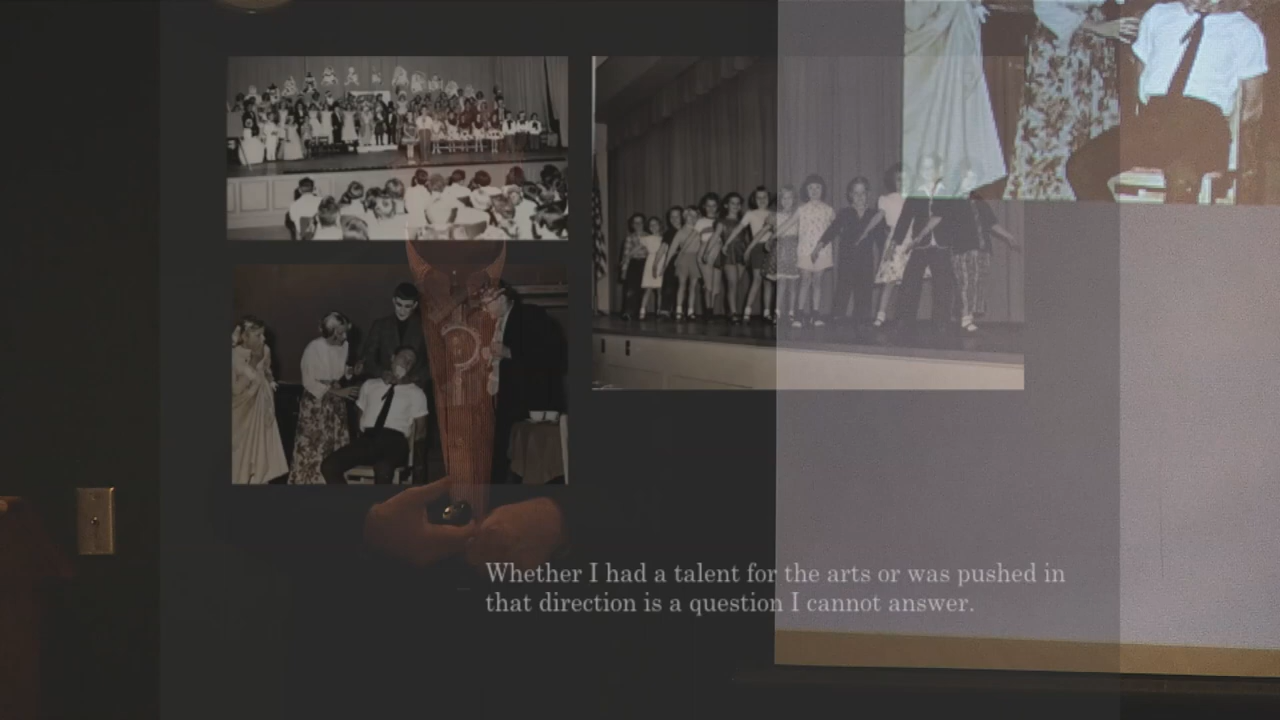 Whether I had a talent for the arts or was pushed in
that direction is a question I cannot answer.